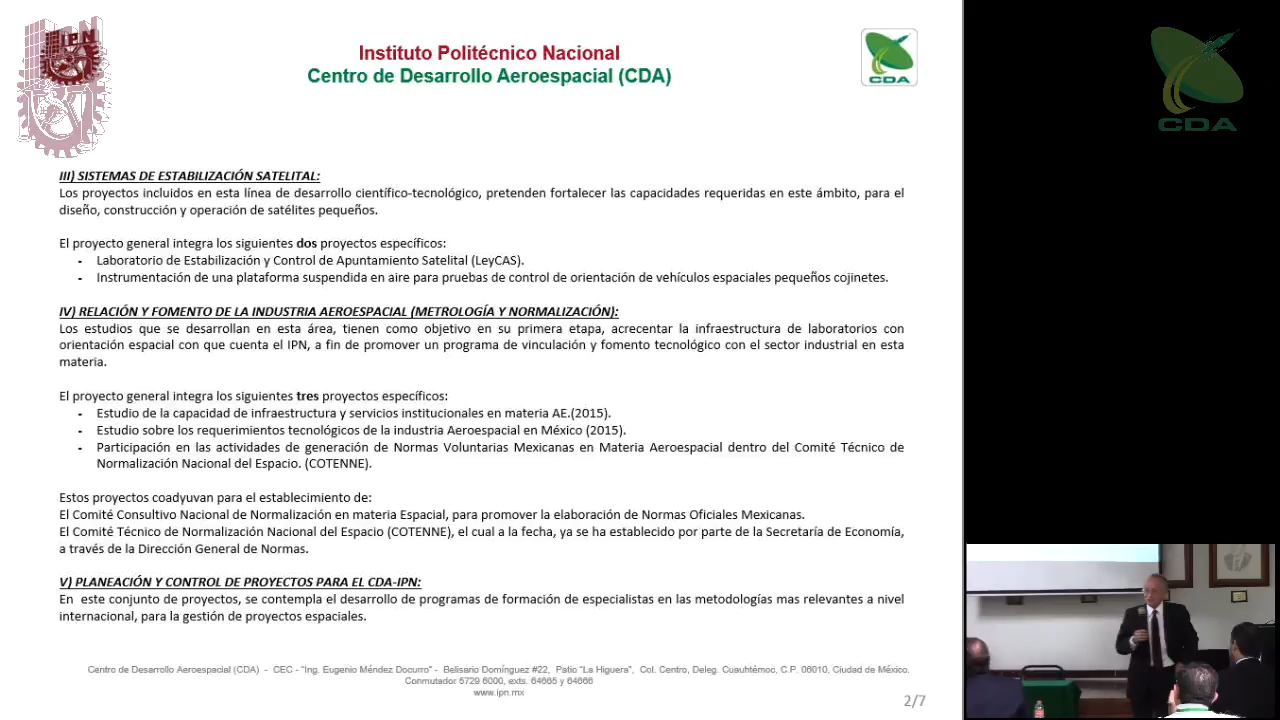 IPN
Instituto Politécnico Nacional
Centro de Desarrollo Aeroespacial (CDA)
CDA
CDA
III) SISTEMAS DE ESTABILIZACIÓN SATELITAL:
Los proyectos incluidos en esta línea de desarrollo científico-tecnológico, pretenden fortalecer las capacidades requeridas en este ámbito, para el
diseño, construcción y operación de satélites pequeños.
El proyecto general integra los siguientes dos proyectos específicos:
- Laboratorio de Estabilización y Control de Apuntamiento Satelital (LeyCAS).
- Instrumentación de una plataforma suspendida en aire para pruebas de control de orientación de vehículos espaciales pequeños cojinetes.
IV) RELACIÓN Y FOMENTO DE LA INDUSTRIA AEROESPACIAL (METROLOGÍA Y NORMALIZACIÓN):
Los estudios que se desarrollan en esta área, tienen como objetivo en su primera etapa, acrecentar la infraestructura de laboratorios con
orientación espacial con que cuenta el IPN, a fin de promover un programa de vinculación y fomento tecnológico con el sector industrial en esta
materia.
El proyecto general integra los siguientes tres proyectos específicos:
- Estudio de la capacidad de infraestructura y servicios institucionales en materia AE.(2015).
- Estudio sobre los requerimientos tecnológicos de la industria Aeroespacial en México (2015).
- Participación en las actividades de generación de Normas Voluntarias Mexicanas en Materia Aeroespacial dentro del Comité Técnico de
Normalización Nacional del Espacio. (COTENNE).
Estos proyectos coadyuvan para el establecimiento de:
El Comité Consultivo Nacional de Normalización en materia Espacial, para promover la elaboración de Normas Oficiales Mexicanas.
El Comité Técnico de Normalización Nacional del Espacio (COTENNE), el cual a la fecha, ya se ha establecido por parte de la Secretaría de Economía,
a través de la Dirección General de Normas.
V) PLANEACIÓN Y CONTROL DE PROYECTOS PARA EL CDA-IPN:
En este conjunto de proyectos, se contempla el desarrollo de programas de formación de especialistas en las metodologías mas relevantes a nivel
internacional, para la gestión de proyectos espaciales.
Centro de Desarrollo Aeroespacial (CDA) - CEC - "Ing. Eugenio Méndez Docurro" - Belisario Domínguez #22, Patio "La Higuera", Col. Centro, Deleg. Cuauhtémoc, C.P. 06010, Ciudad de México.
Conmutador 5729 6000, exts. 64665 y 64666
www.ipn.mx
2/7